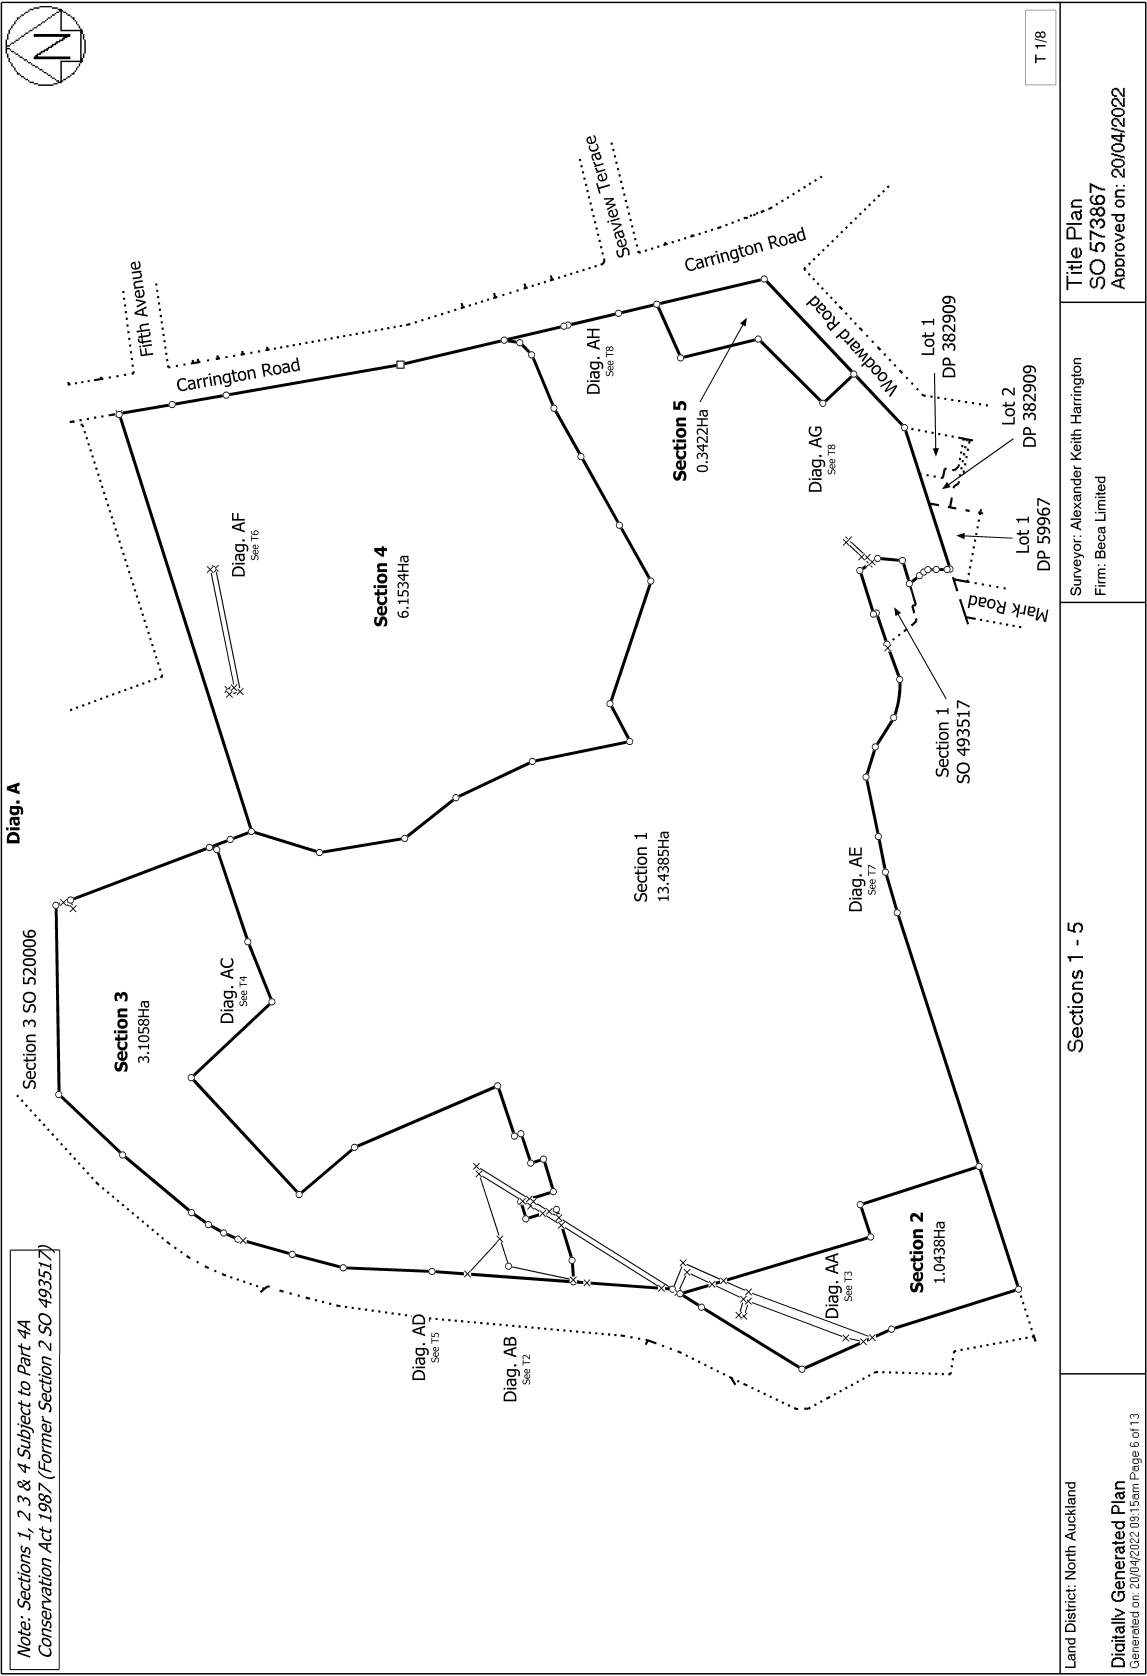 Note: Sections 1, 2 3 & 4 Subject to Part 4A
Conservation Act 1987 (Former Section 2 SO 493517)
Diag. A
N
Section 3 SO 520006
Section 3
3.1058Ha
Diag. AC
See T4
Fifth Avenue
Carrington Road
Diag. AF
See T6
Section 4
6.1534Ha
Seaview Terrace
Carrington Road
Diag. AH
See T8
Section 5
0.3422Ha
Woodward Road
Diag. AG
See T8
Lot 1
DP 382909
Lot 2
DP 382909
Lot 1
DP 59967
Mark Road
Section 1
SO 493517
Section 1
13.4385Ha
Diag. AE
See T7
Diag. AD
See T5
Diag. AB
See T2
Diag. AA
See T3
Section 2
1.0438Ha
T 1/8
Land District: North Auckland
Digitally Generated Plan
Generated on: 20/04/2022 09:15am Page 6 of 13
Sections 1 - 5
Surveyor: Alexander Keith Harrington
Firm: Beca Limited
Title Plan
SO 573867
Approved on: 20/04/2022